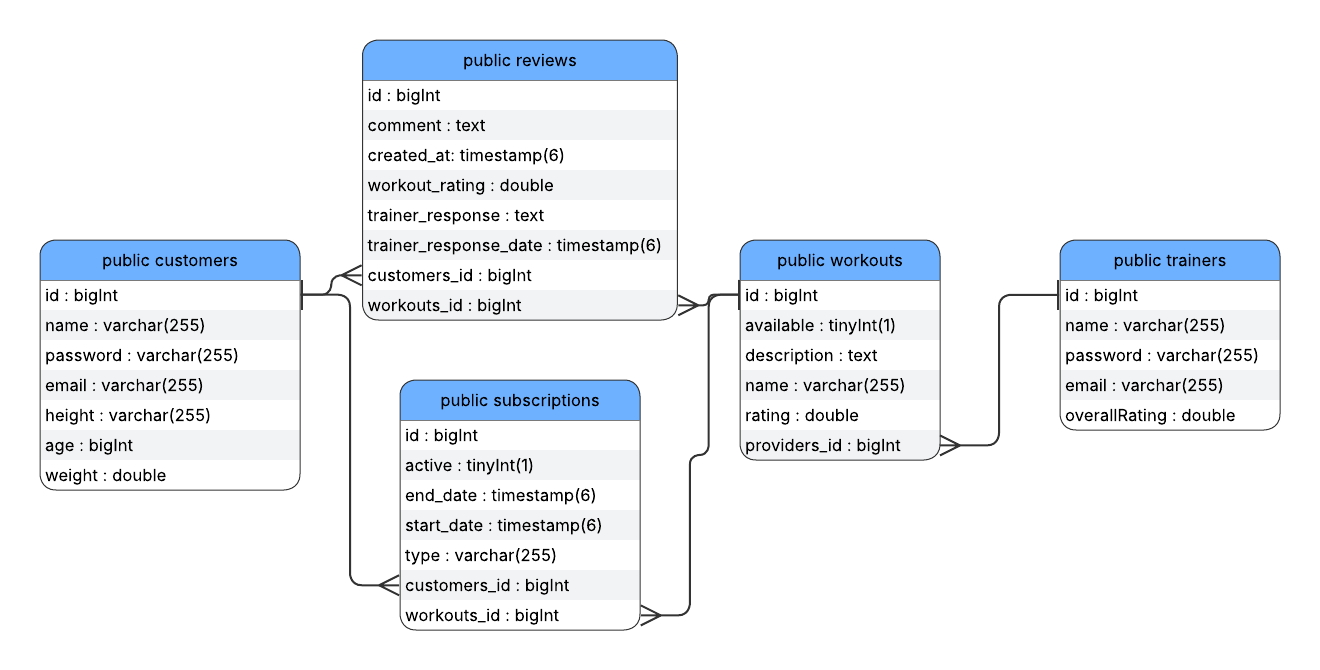 public reviews
id : bigInt
comment : text
created_at: timestamp(6)
workout_rating : double
trainer_response : text
trainer_response_date : timestamp(6)
customers_id : bigInt
workouts_id : bigInt
public customers
id : bigInt
name : varchar(255)
password : varchar(255)
email : varchar(255)
height : varchar(255)
age : bigInt
weight : double
public subscriptions
id : bigInt
active : tinyInt(1)
end_date : timestamp(6)
start_date : timestamp(6)
type : varchar(255)
customers_id : bigInt
workouts_id : bigInt
public workouts
id : bigInt
available : tinyInt(1)
description : text
name : varchar(255)
rating : double
providers_id : bigInt
public trainers
id : bigInt
name : varchar(255)
password : varchar(255)
email : varchar(255)
overallRating : double